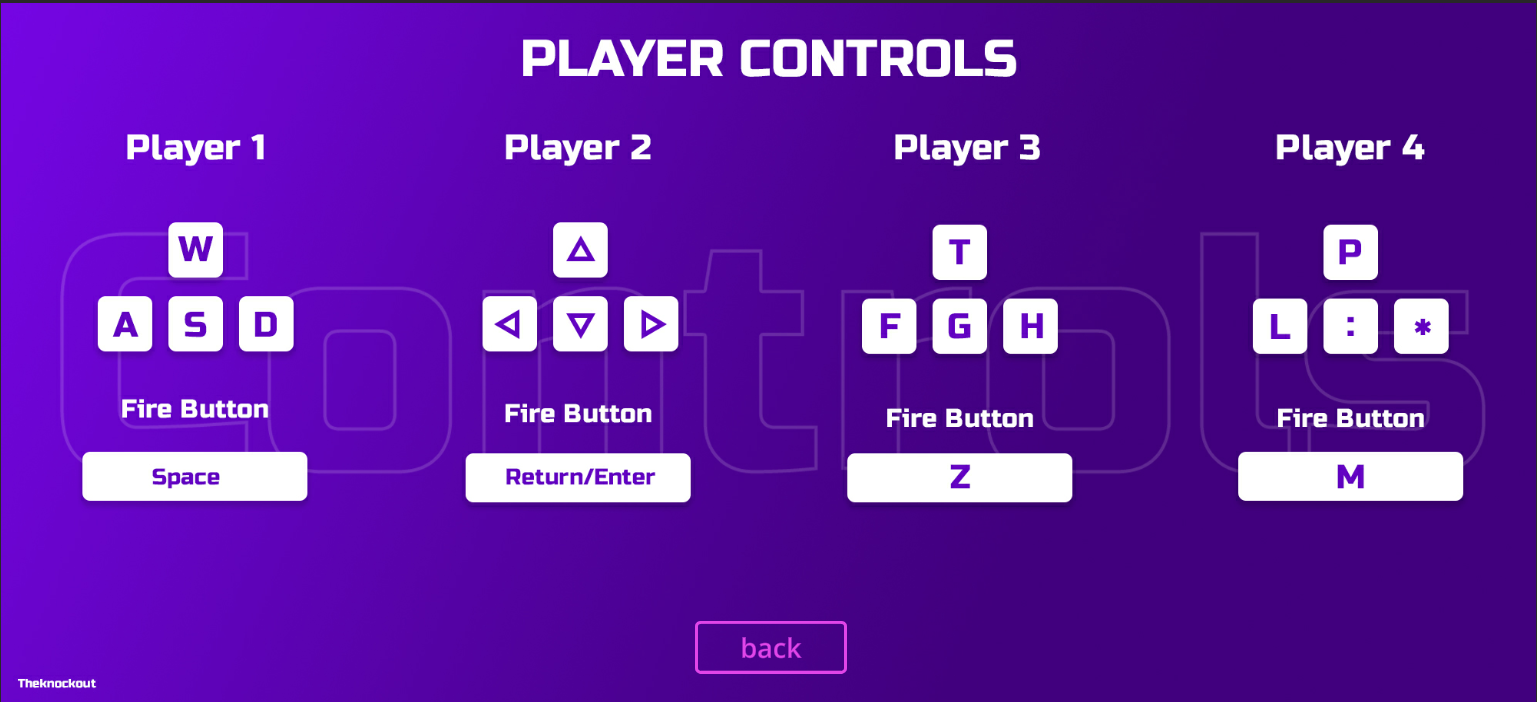 PLAYER CONTROLS
Player 1 Player 2 Player 3 Player 4
W △ T P
A S D ◁ ▽ ▷ F G H L : *
Controls
Fire Button Fire Button Fire Button Fire Button
Space Return/Enter Z M
back
Theknockout